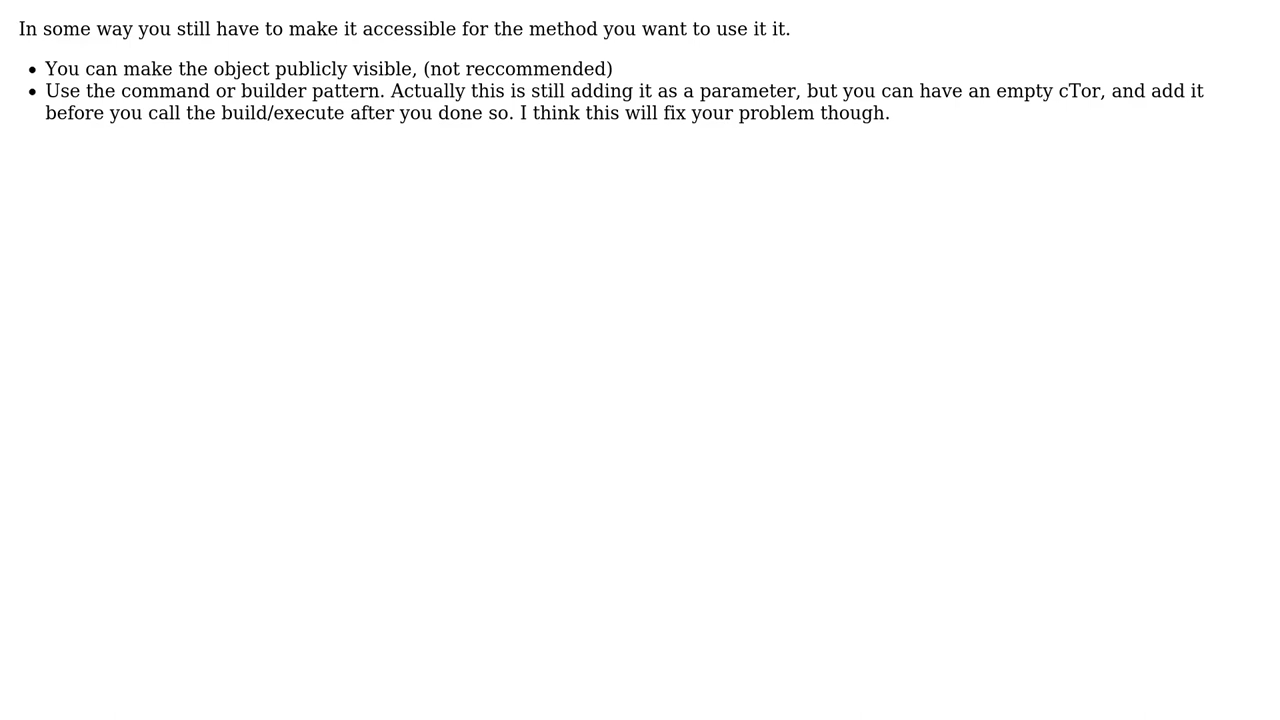 In some way you still have to make it accessible for the method you want to use it it.
• You can make the object publicly visible, (not reccommended)
• Use the command or builder pattern. Actually this is still adding it as a parameter, but you can have an empty cTor, and add it
before you call the build/execute after you done so. I think this will fix your problem though.